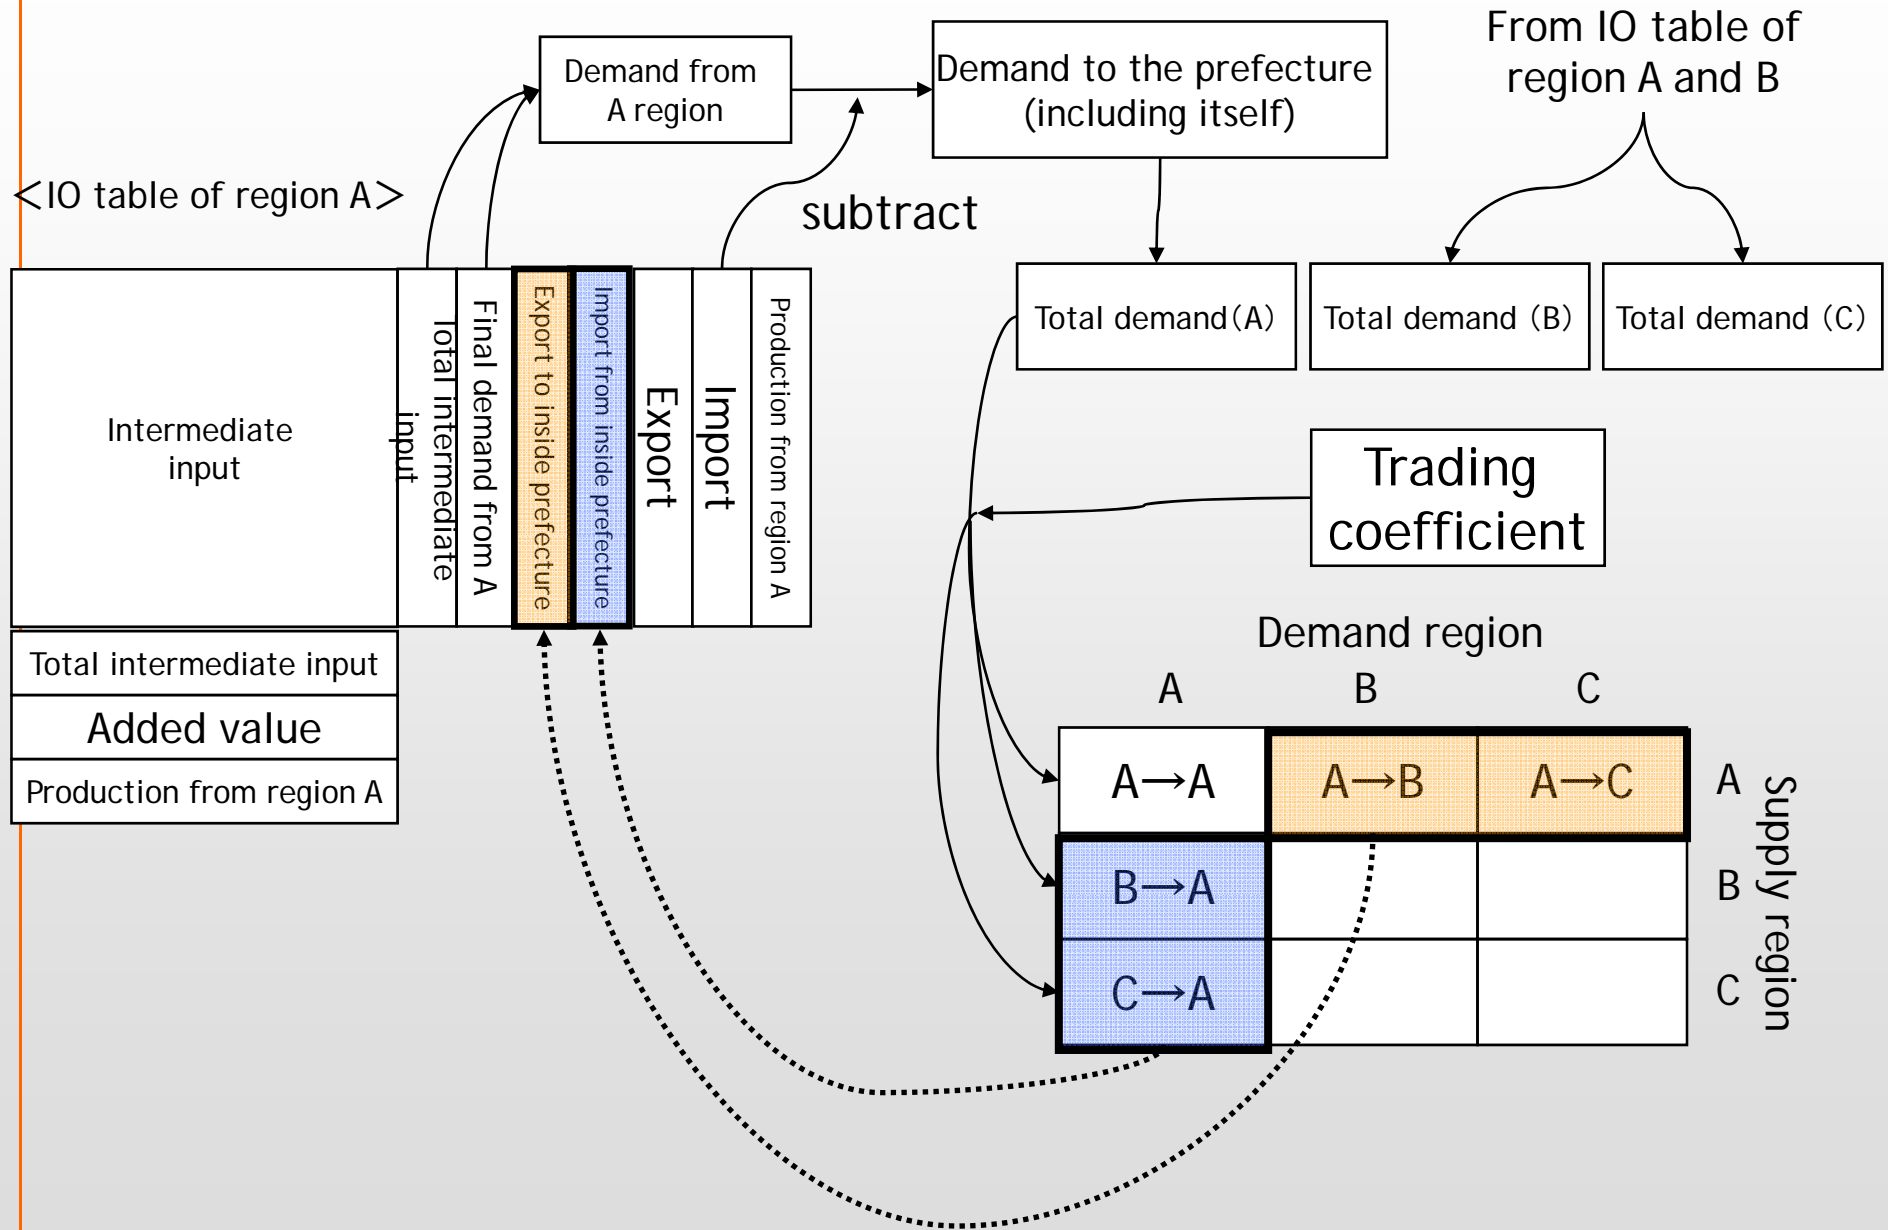 From IO table of
region A and B
Demand from
A region
Demand to the prefecture
(including itself)
<IO table of region A>
subtract
Total demand(A)
Total demand (B)
Total demand (C)
Intermediate
input
Total intermediate
input
Final demand from A
Export to inside prefecture
Import from inside prefecture
Export
Import
Production from region A
Trading
coefficient
Total intermediate input
Added value
Production from region A
Demand region
A
B
C
A→A
A→B
A→C
A
B→A
B
C→A
C
Supply region